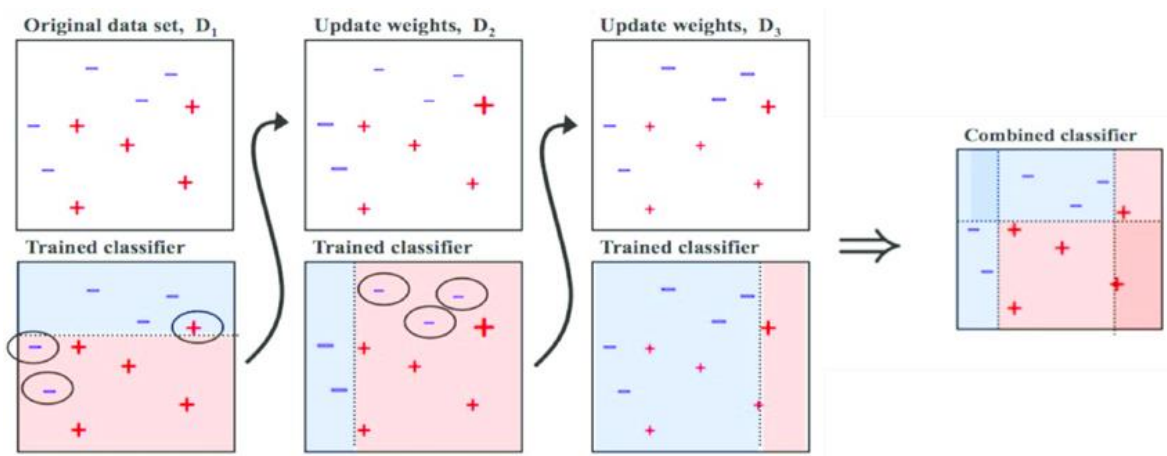 Original data set, D₁
Update weights, D₂
Update weights, D₃
Combined classifier
Trained classifier
Trained classifier
Trained classifier